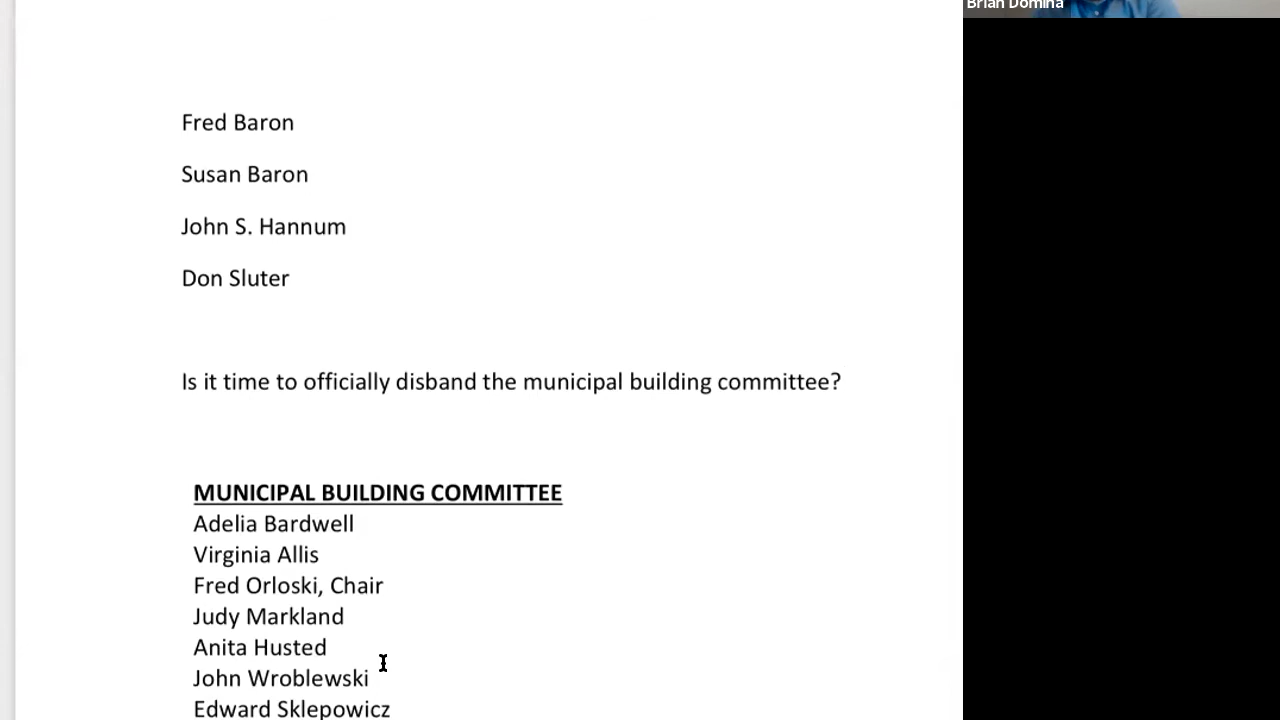 Brian Domina
Fred Baron
Susan Baron
John S. Hannum
Don Sluter
Is it time to officially disband the municipal building committee?
MUNICIPAL BUILDING COMMITTEE
Adelia Bardwell
Virginia Allis
Fred Orloski, Chair
Judy Markland
Anita Husted
John Wroblewski
Edward Sklepowicz